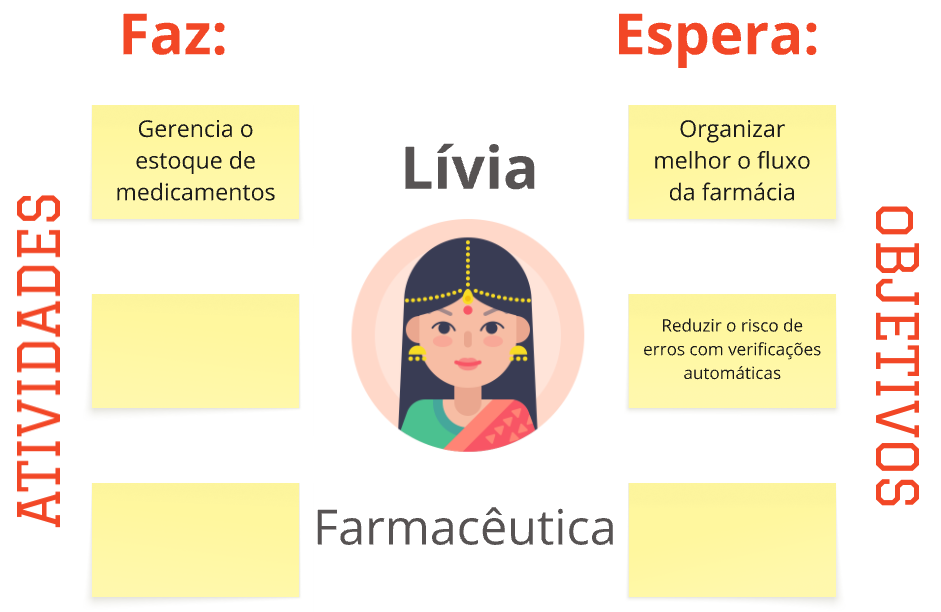 Faz:
Espera:
ATIVIDADES
Gerencia o
estoque de
medicamentos
Lívia
Farmacêutica
Organizar
melhor o fluxo
da farmácia
Reduzir o risco de
erros com verificações
automáticas
OBJETIVOS